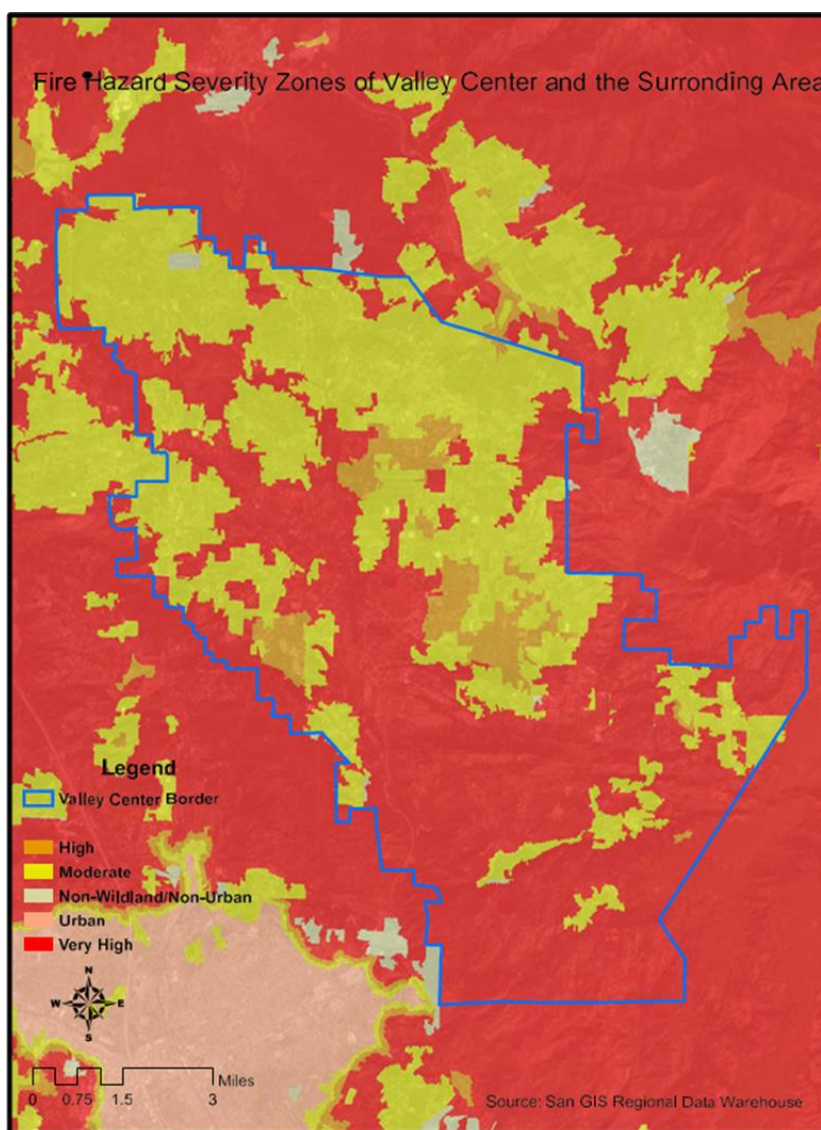 Fire Hazard Severity Zones of Valley Center and the Surronding Area
Legend
Valley Center Border
High
Moderate
Non-Wildland/Non-Urban
Urban
Very High
N
W E
S
Miles
0 0.75 1.5 3
Source: San GIS Regional Data Warehouse